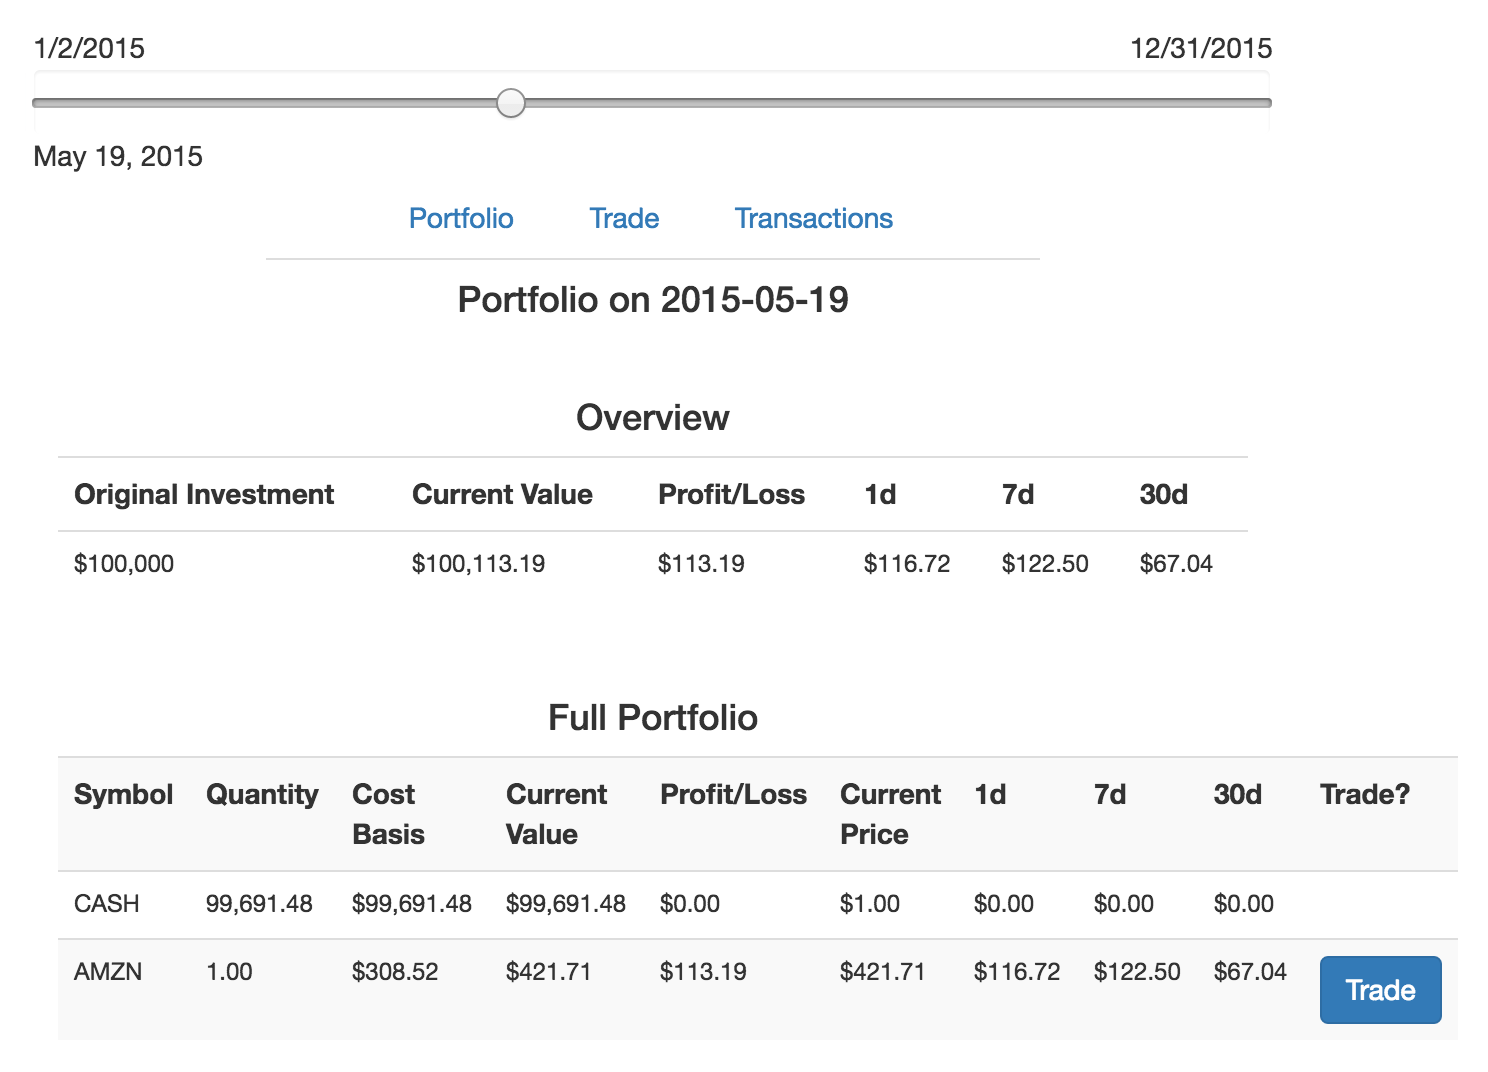 1/2/2015 12/31/2015
May 19, 2015
Portfolio Trade Transactions
Portfolio on 2015-05-19
Overview
Original Investment Current Value Profit/Loss 1d 7d 30d
$100,000 $100,113.19 $113.19 $116.72 $122.50 $67.04
Full Portfolio
Symbol Quantity Cost Basis Current Value Profit/Loss Current Price 1d 7d 30d Trade?
CASH 99,691.48 $99,691.48 $99,691.48 $0.00 $1.00 $0.00 $0.00 $0.00
AMZN 1.00 $308.52 $421.71 $113.19 $421.71 $116.72 $122.50 $67.04 Trade